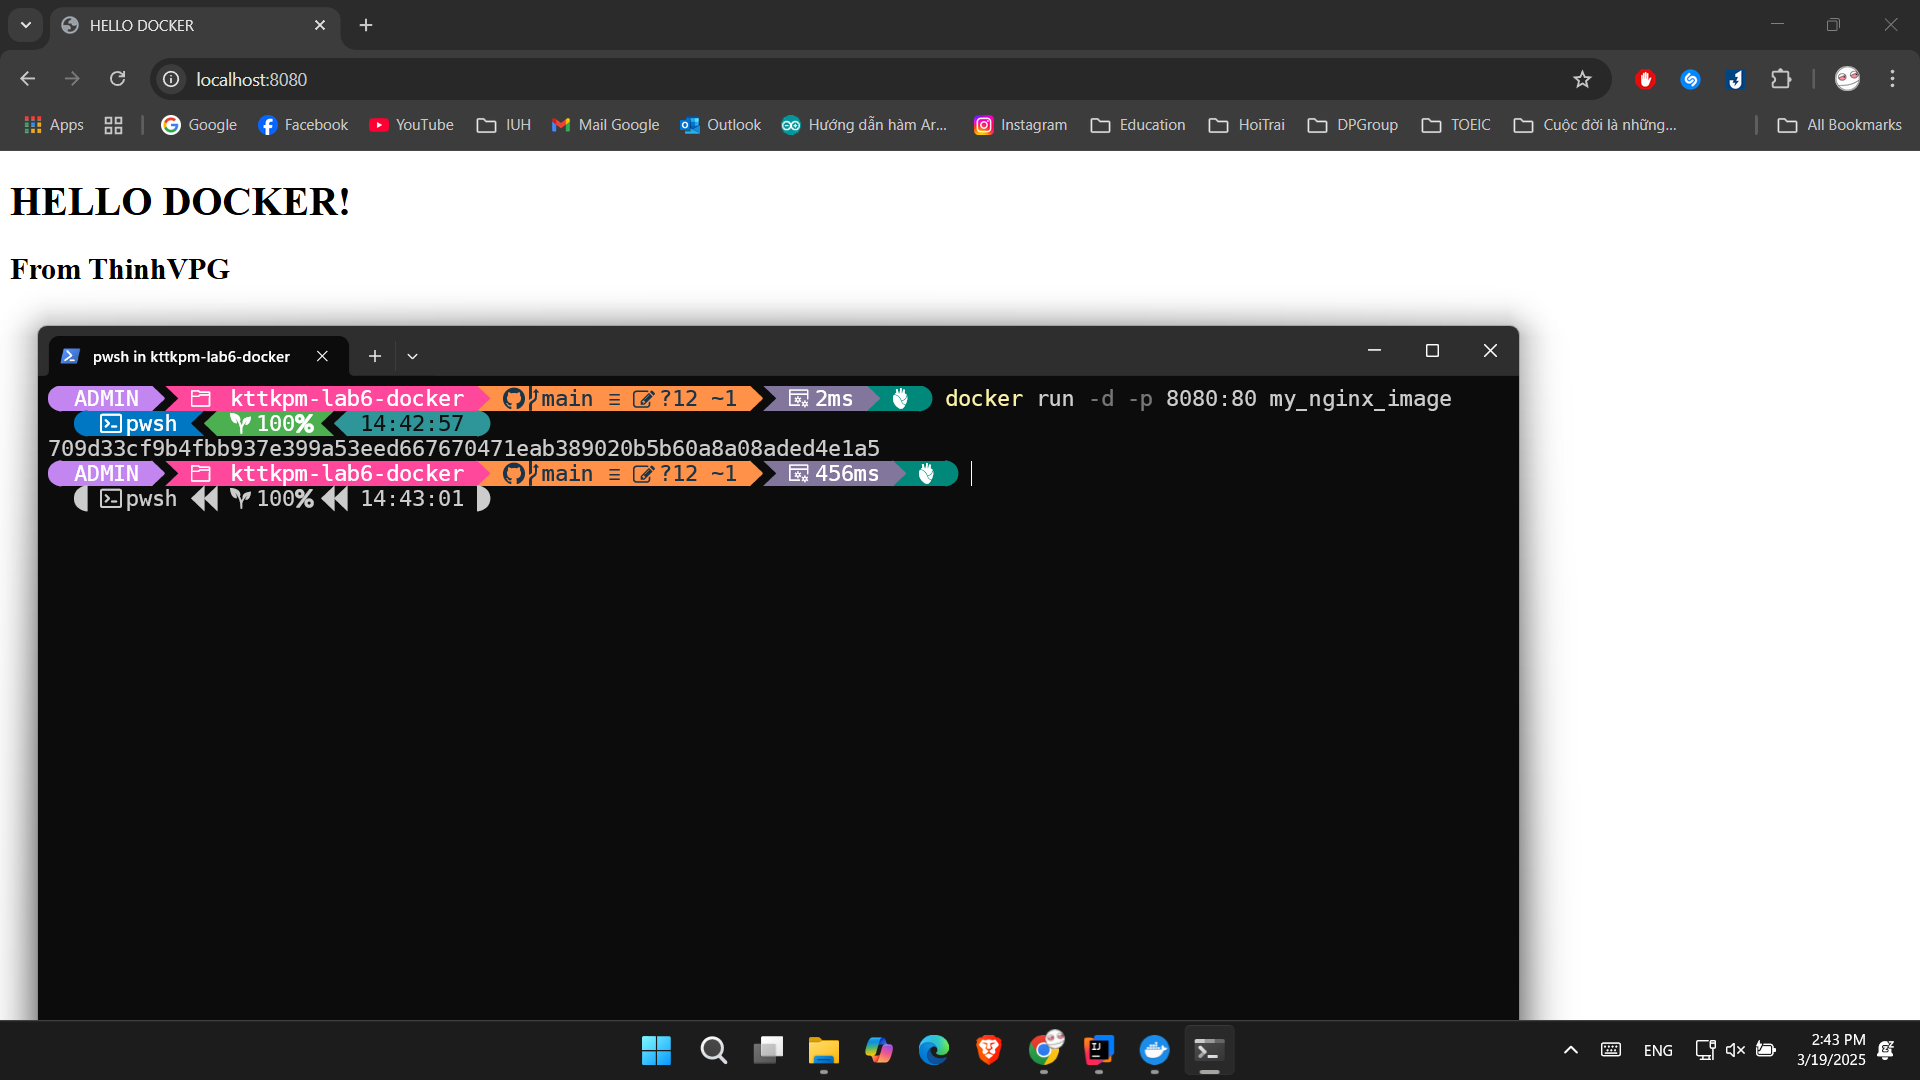 HELLO DOCKER
localhost:8080
Apps Google Facebook YouTube IUH Mail Google Outlook Hướng dẫn hàm Ar... Instagram Education HoiTrai DPGroup TOEIC Cuộc đời là những... All Bookmarks
HELLO DOCKER!
From ThinhVPG
pwsh in kttkpm-lab6-docker
ADMIN kttkpm-lab6-docker main ≡ ?12 ~1 2ms docker run -d -p 8080:80 my_nginx_image
pwsh 100% 14:42:57
709d33cf9b4fbb937e399a53eed667670471eab389020b5b60a8a08aded4e1a5
ADMIN kttkpm-lab6-docker main ≡ ?12 ~1 456ms
pwsh 100% 14:43:01
ENG
2:43 PM
3/19/2025